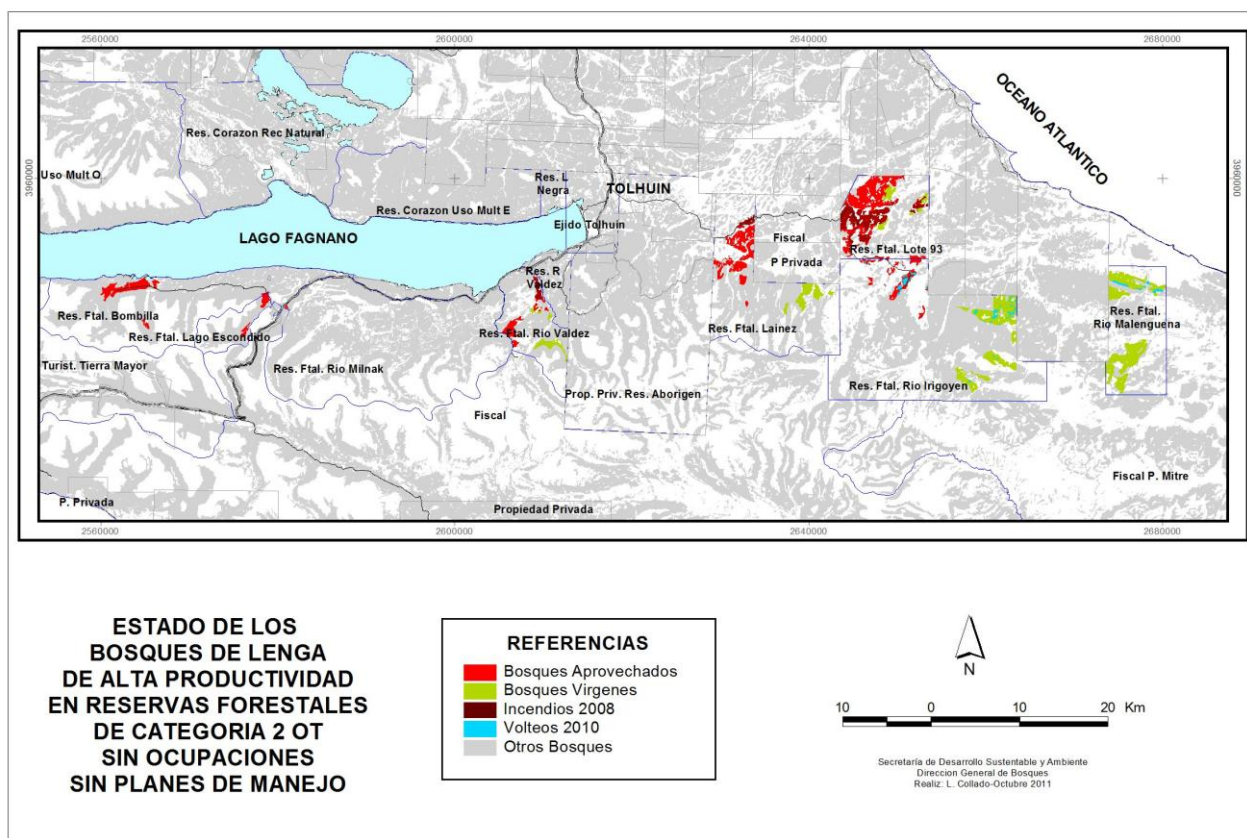 2560000
2600000
2640000
2680000
OCEANO ATLANTICO
Res. Corazon Rec Natural
3960000
3960000
Uso Mult O
Res. L
Negra
TOLHUIN
Res. Corazon Uso Mult E
Ejido Tolhuin
LAGO FAGNANO
Fiscal
Res. Ftal. Lote 93
P Privada
Res. R
Valdez
Res. Ftal. Bombilla
Res. Ftal. Lago Escondido
Res. Ftal. Rio Valdez
Res. Ftal. Lainez
Res. Ftal.
Rio Malenguena
Turist. Tierra Mayor
Res. Ftal. Rio Milnak
Prop. Priv. Res. Aborigen
Res. Ftal. Rio Irigoyen
Fiscal
Fiscal P. Mitre
P. Privada
Propiedad Privada
2560000
2600000
2640000
2680000
ESTADO DE LOS
BOSQUES DE LENGA
DE ALTA PRODUCTIVIDAD
EN RESERVAS FORESTALES
DE CATEGORIA 2 OT
SIN OCUPACIONES
SIN PLANES DE MANEJO
REFERENCIAS
Bosques Aprovechados
Bosques Virgenes
Incendios 2008
Volteos 2010
Otros Bosques
N
10 0 10 20 Km
Secretaría de Desarrollo Sustentable y Ambiente
Direccion General de Bosques
Realiz: L. Collado-Octubre 2011